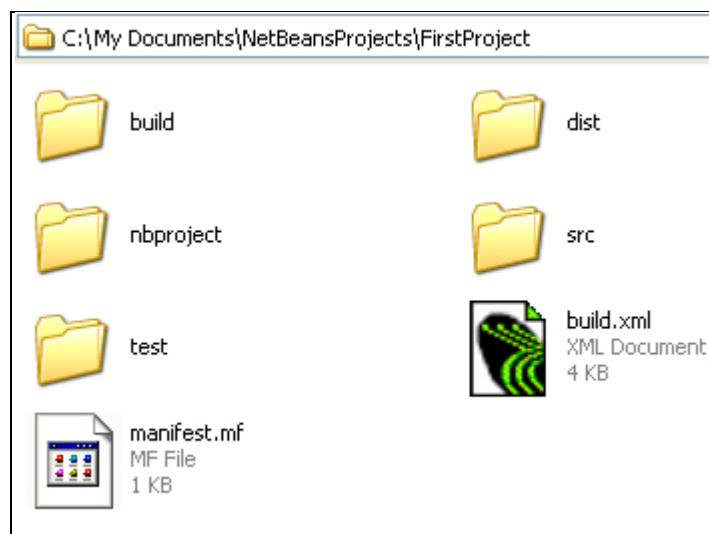 C:\My Documents\NetBeansProjects\FirstProject
build
dist
nbproject
src
test
build.xml
XML Document
4 KB
manifest.mf
MF File
1 KB